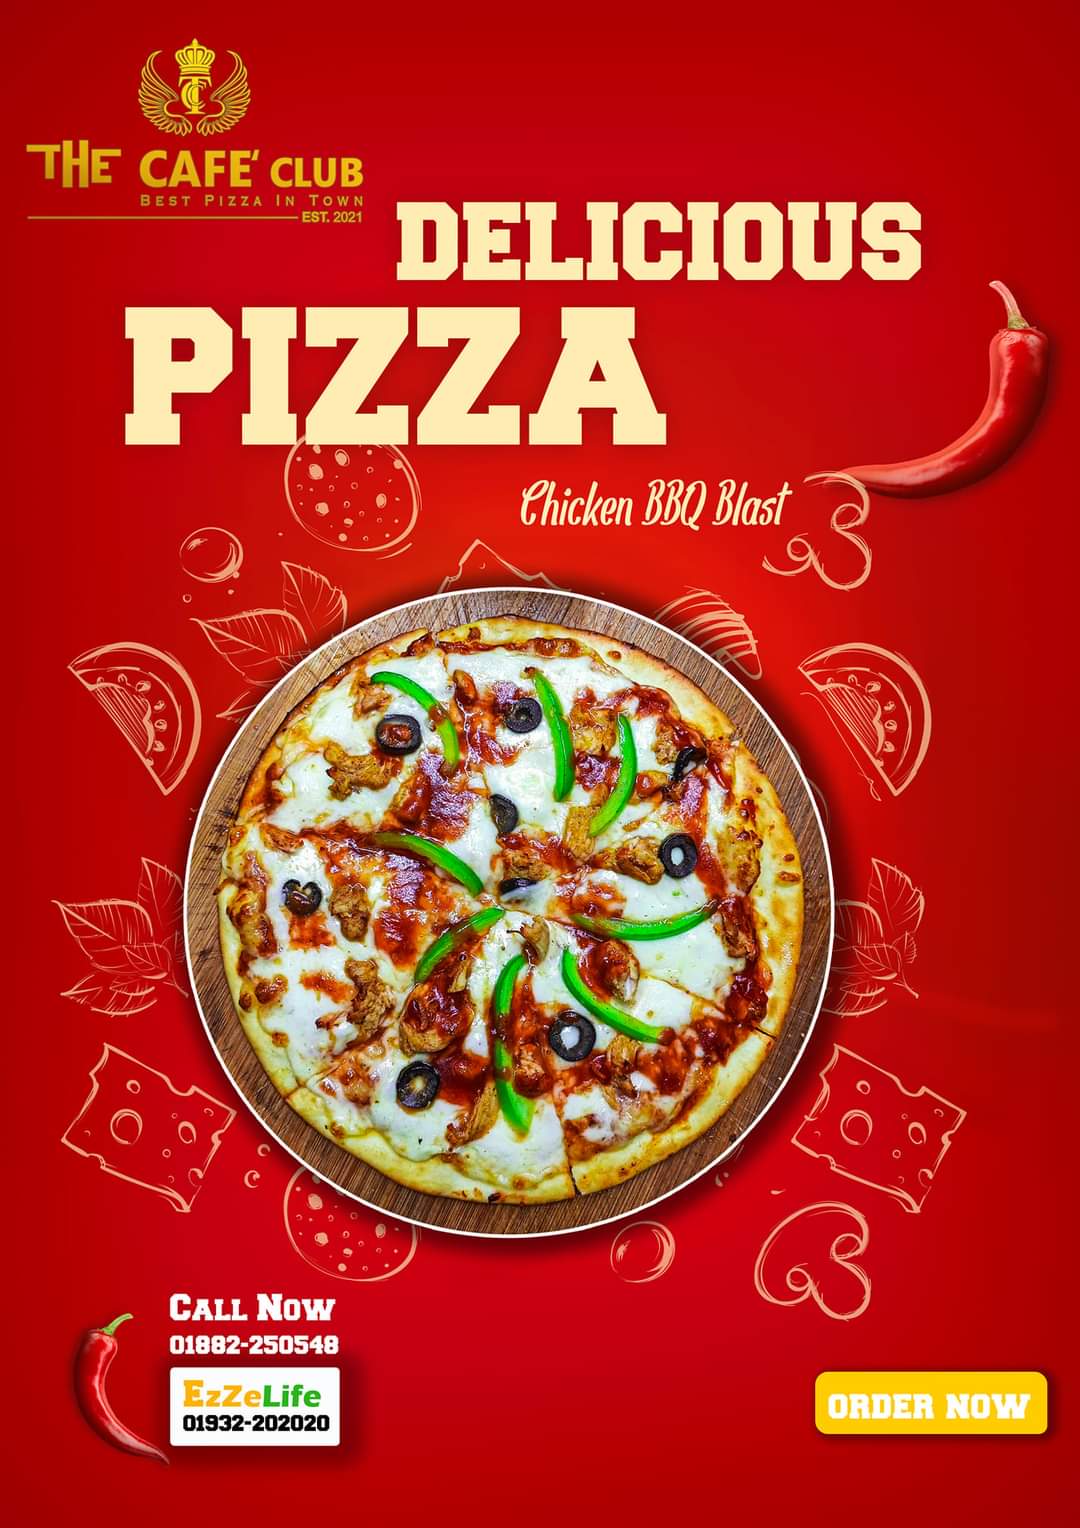 TCC
THE CAFE' CLUB
BEST PIZZA IN TOWN
EST. 2021
DELICIOUS
PIZZA
Chicken BBQ Blast
CALL NOW
01882-250548
EzZeLife
01932-202020
ORDER NOW